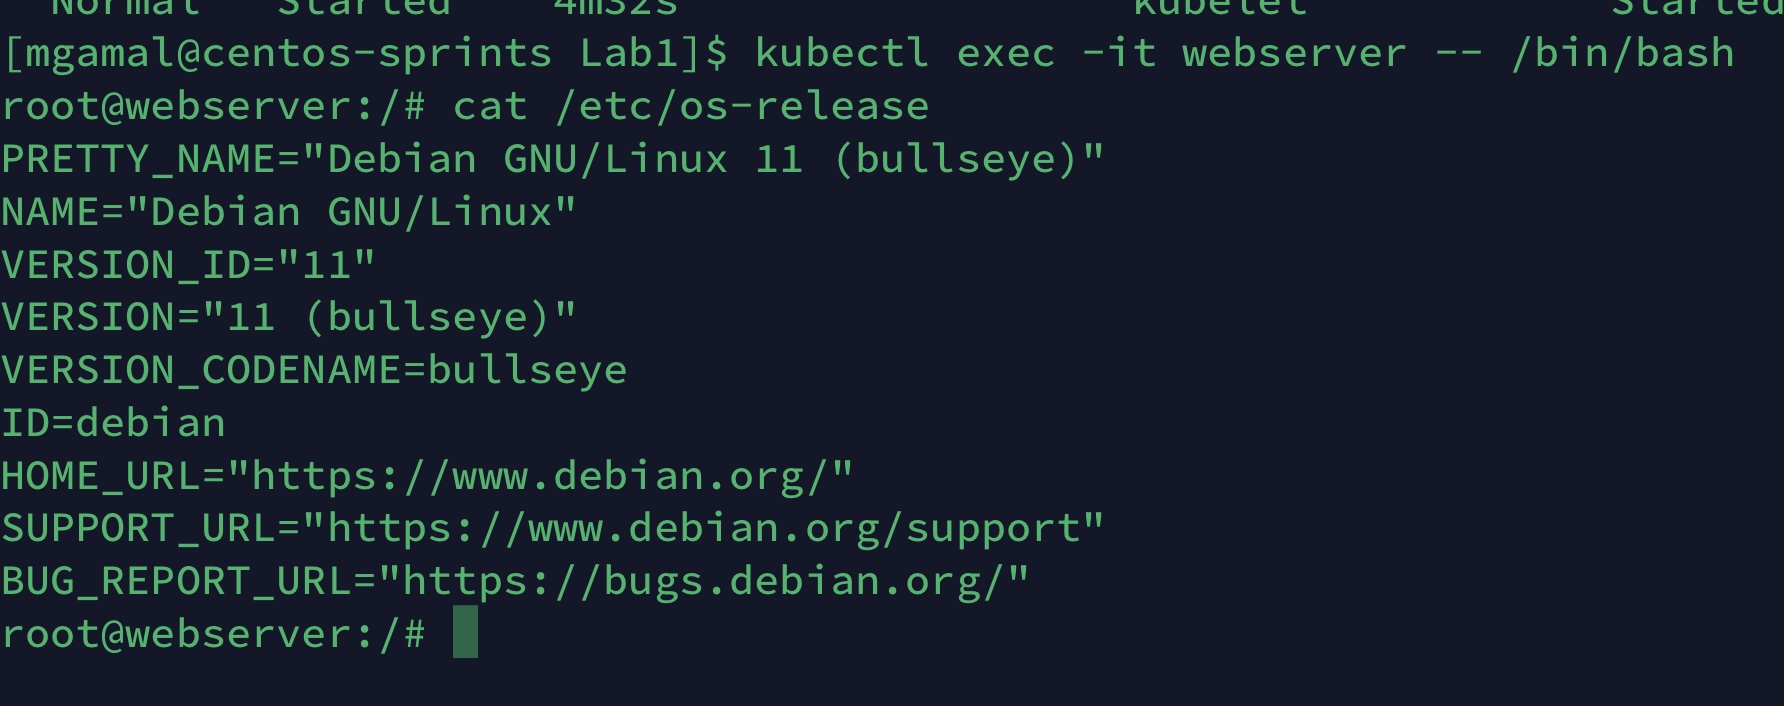 Normal   Started   4m32s   kubelet   Started
[mgamal@centos-sprints Lab1]$ kubectl exec -it webserver -- /bin/bash
root@webserver:/# cat /etc/os-release
PRETTY_NAME="Debian GNU/Linux 11 (bullseye)"
NAME="Debian GNU/Linux"
VERSION_ID="11"
VERSION="11 (bullseye)"
VERSION_CODENAME=bullseye
ID=debian
HOME_URL="https://www.debian.org/"
SUPPORT_URL="https://www.debian.org/support"
BUG_REPORT_URL="https://bugs.debian.org/"
root@webserver:/#